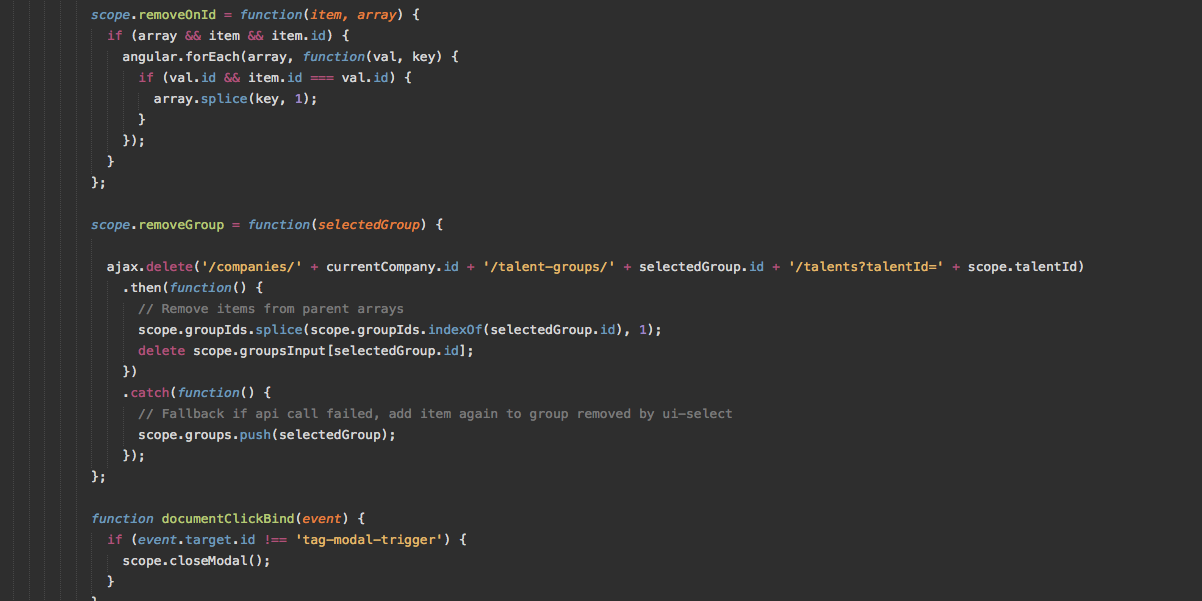 scope.removeOnId = function(item, array) {
  if (array && item && item.id) {
    angular.forEach(array, function(val, key) {
      if (val.id && item.id === val.id) {
        array.splice(key, 1);
      }
    });
  }
};

scope.removeGroup = function(selectedGroup) {

  ajax.delete('/companies/' + currentCompany.id + '/talent-groups/' + selectedGroup.id + '/talents?talentId=' + scope.talentId)
    .then(function() {
      // Remove items from parent arrays
      scope.groupIds.splice(scope.groupIds.indexOf(selectedGroup.id), 1);
      delete scope.groupsInput[selectedGroup.id];
    })
    .catch(function() {
      // Fallback if api call failed, add item again to group removed by ui-select
      scope.groups.push(selectedGroup);
    });
};

function documentClickBind(event) {
  if (event.target.id !== 'tag-modal-trigger') {
    scope.closeModal();
  }
}